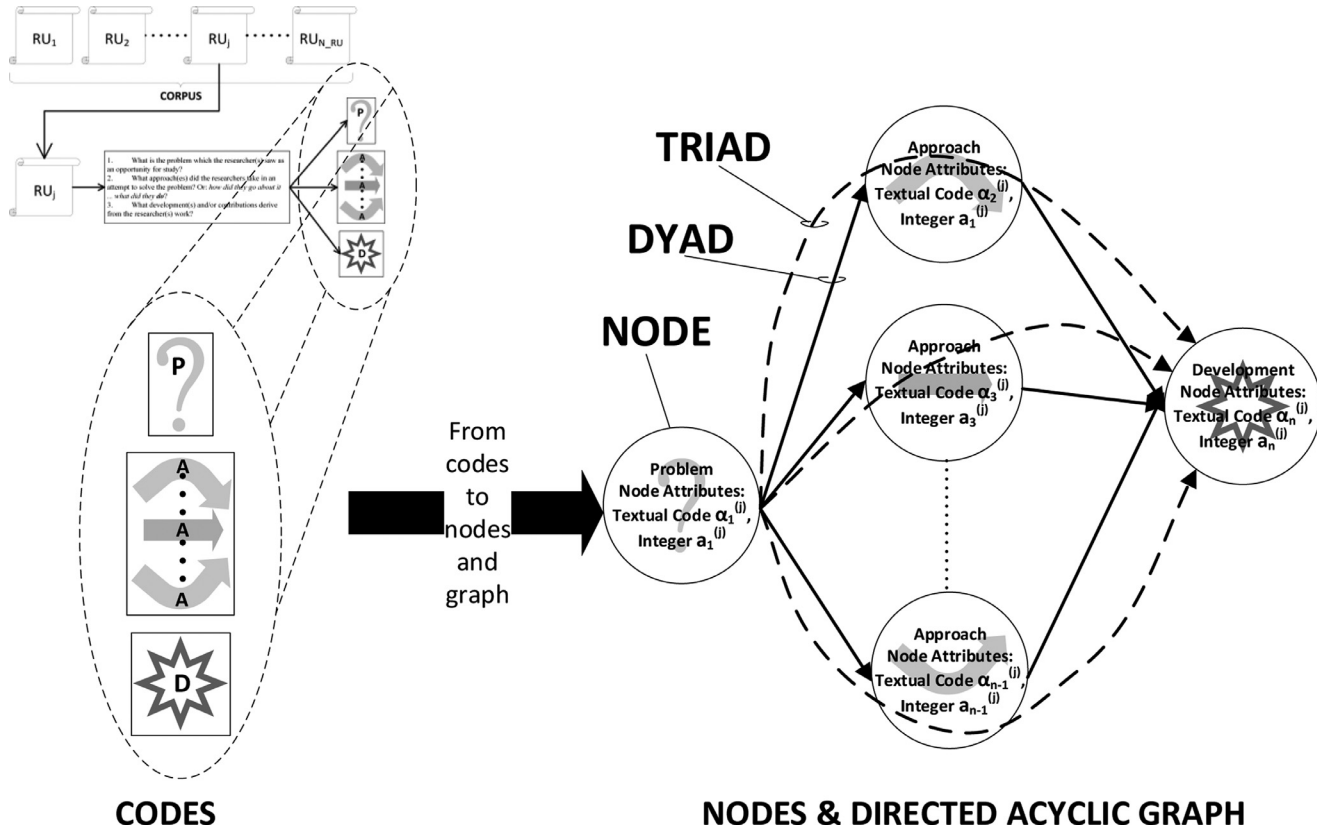 RU1 RU2 RUj RUN_RU
CORPUS
RUj
1. What is the problem which the researcher(s) saw as
an opportunity for study?
2. What approach(es) did the researchers take in an
attempt to solve the problem? Or: how did they go about it
... what did they do?
3. What development(s) and/or contributions derive
from the researcher(s) work?
P
A
A
A
D
P
A
A
A
D
CODES
From
codes
to
nodes
and
graph
TRIAD
DYAD
NODE
Problem
Node Attributes:
Textual Code α1(j),
Integer a1(j)
Approach
Node Attributes:
Textual Code α2(j),
Integer a1(j)
Approach
Node Attributes:
Textual Code α3(j),
Integer a3(j)
Approach
Node Attributes:
Textual Code αn-1(j),
Integer an-1(j)
Development
Node Attributes:
Textual Code αn(j),
Integer an(j)
NODES & DIRECTED ACYCLIC GRAPH